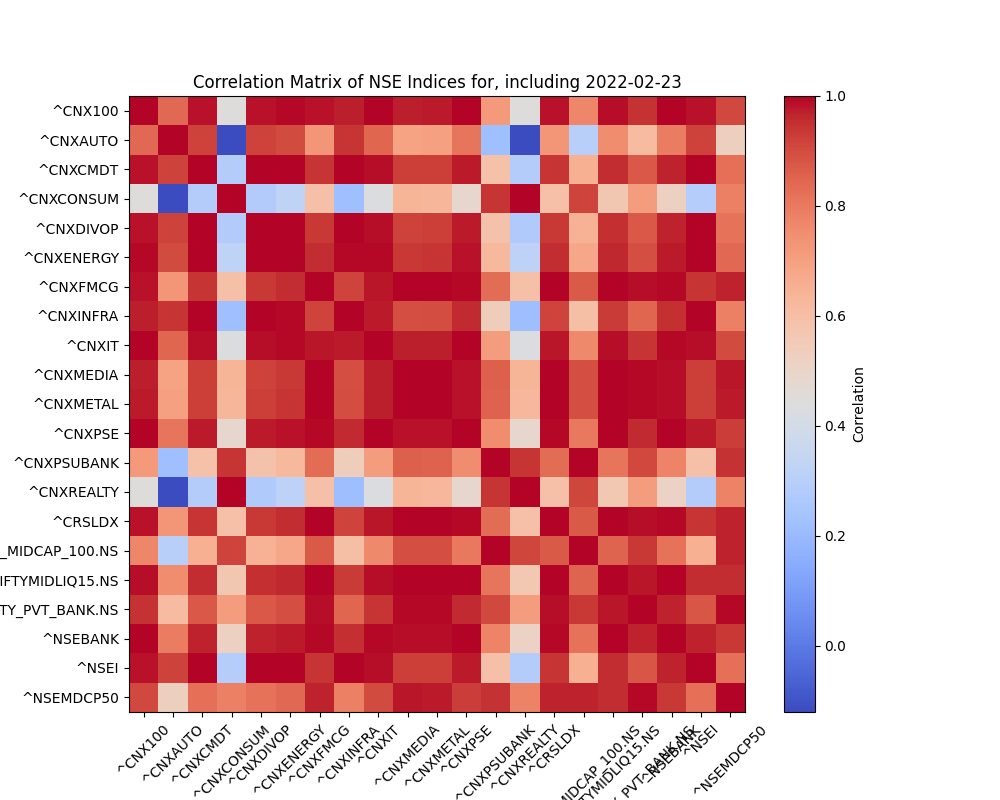 Correlation Matrix of NSE Indices for, including 2022-02-23
^CNX100
^CNXAUTO
^CNXCMDT
^CNXCONSUM
^CNXDIVOP
^CNXENERGY
^CNXFMCG
^CNXINFRA
^CNXIT
^CNXMEDIA
^CNXMETAL
^CNXPSE
^CNXPSUBANK
^CNXREALTY
^CRSLDX
_MIDCAP_100.NS
IFTYMIDLIQ15.NS
TY_PVT_BANK.NS
^NSEBANK
^NSEI
^NSEMDCP50
^CNX100
^CNXAUTO
^CNXCMDT
^CNXCONSUM
^CNXDIVOP
^CNXENERGY
^CNXFMCG
^CNXINFRA
^CNXIT
^CNXMEDIA
^CNXMETAL
^CNXPSE
^CNXPSUBANK
^CNXREALTY
^CRSLDX
MIDCAP_100.NS
TYMIDLIQ15.NS
PVT_BANK.NS
^NSEBANK
^NSEI
^NSEMDCP50
1.0
0.8
0.6
0.4
0.2
0.0
Correlation